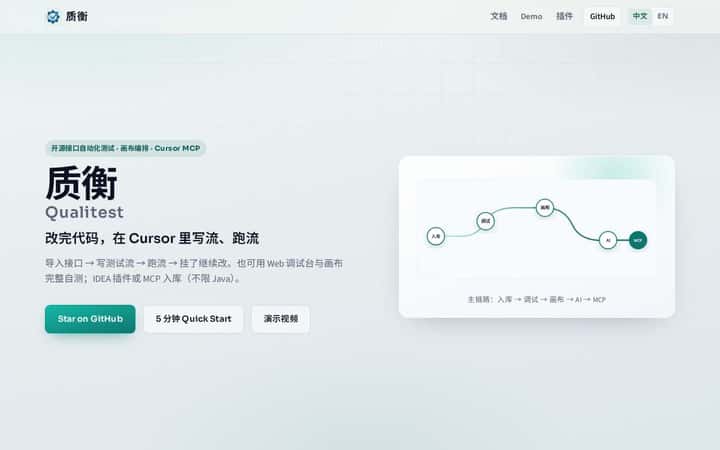 质衡
文档 Demo 插件 GitHub 中文 EN
开源接口自动化测试 · 画布编排 · Cursor MCP
质衡
Qualitest
改完代码，在 Cursor 里写流、跑流
导入接口 → 写测试流 → 跑流 → 挂了继续改。也可用 Web 调试台与画布
完整自测；IDEA 插件或 MCP 入库（不限 Java）。
Star on GitHub
5 分钟 Quick Start
演示视频
入库
调试
画布
AI
MCP
主链路：入库 → 调试 → 画布 → AI → MCP